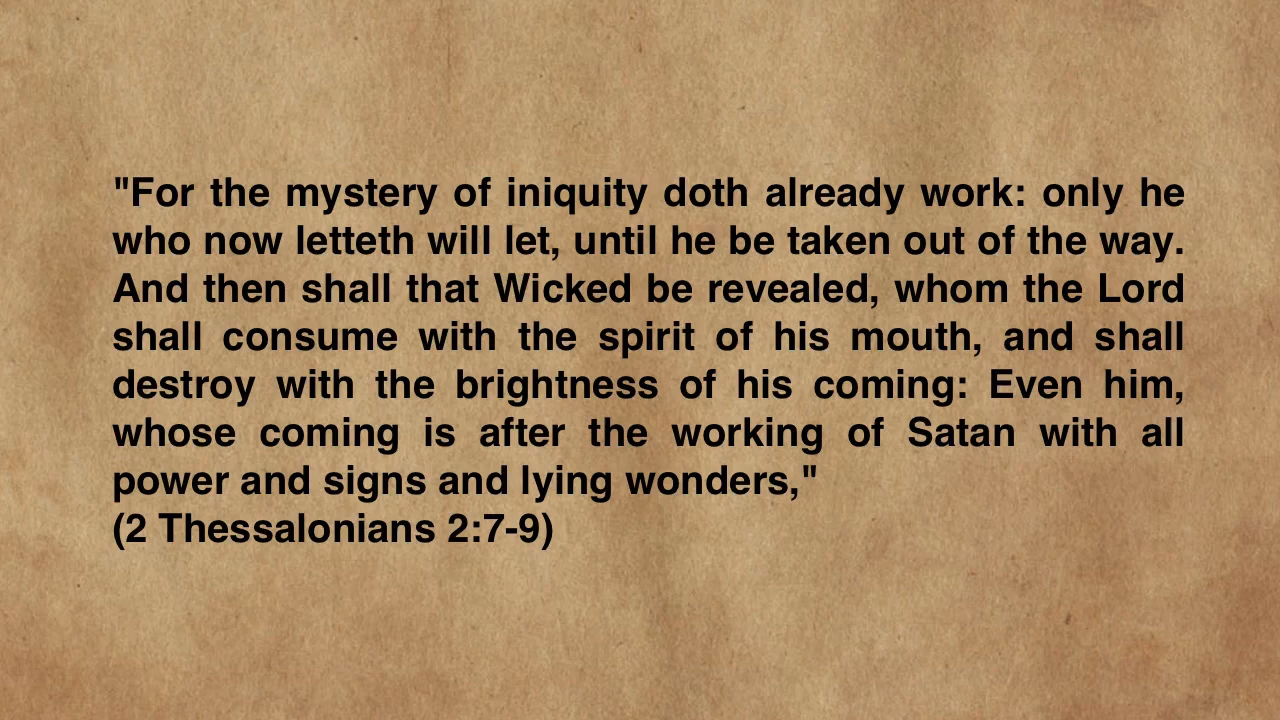 "For the mystery of iniquity doth already work: only he
who now letteth will let, until he be taken out of the way.
And then shall that Wicked be revealed, whom the Lord
shall consume with the spirit of his mouth, and shall
destroy with the brightness of his coming: Even him,
whose coming is after the working of Satan with all
power and signs and lying wonders,"
(2 Thessalonians 2:7-9)